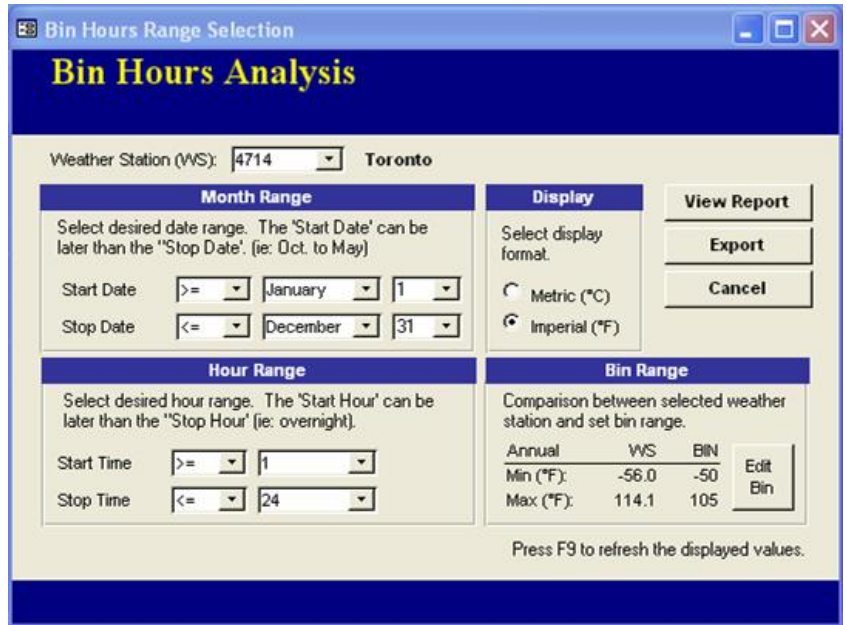 Bin Hours Range Selection
Bin Hours Analysis
Weather Station (WS): 4714 Toronto
Month Range
Select desired date range. The 'Start Date' can be
later than the "Stop Date'. (ie: Oct. to May)
Start Date >= January 1
Stop Date <= December 31
Display
Select display
format.
Metric (°C)
Imperial (°F)
View Report
Export
Cancel
Hour Range
Select desired hour range. The 'Start Hour' can be
later than the "Stop Hour' (ie: overnight).
Start Time >= 1
Stop Time <= 24
Bin Range
Comparison between selected weather
station and set bin range.
Annual WS BIN
Min (°F): -56.0 -50
Max (°F): 114.1 105
Edit
Bin
Press F9 to refresh the displayed values.